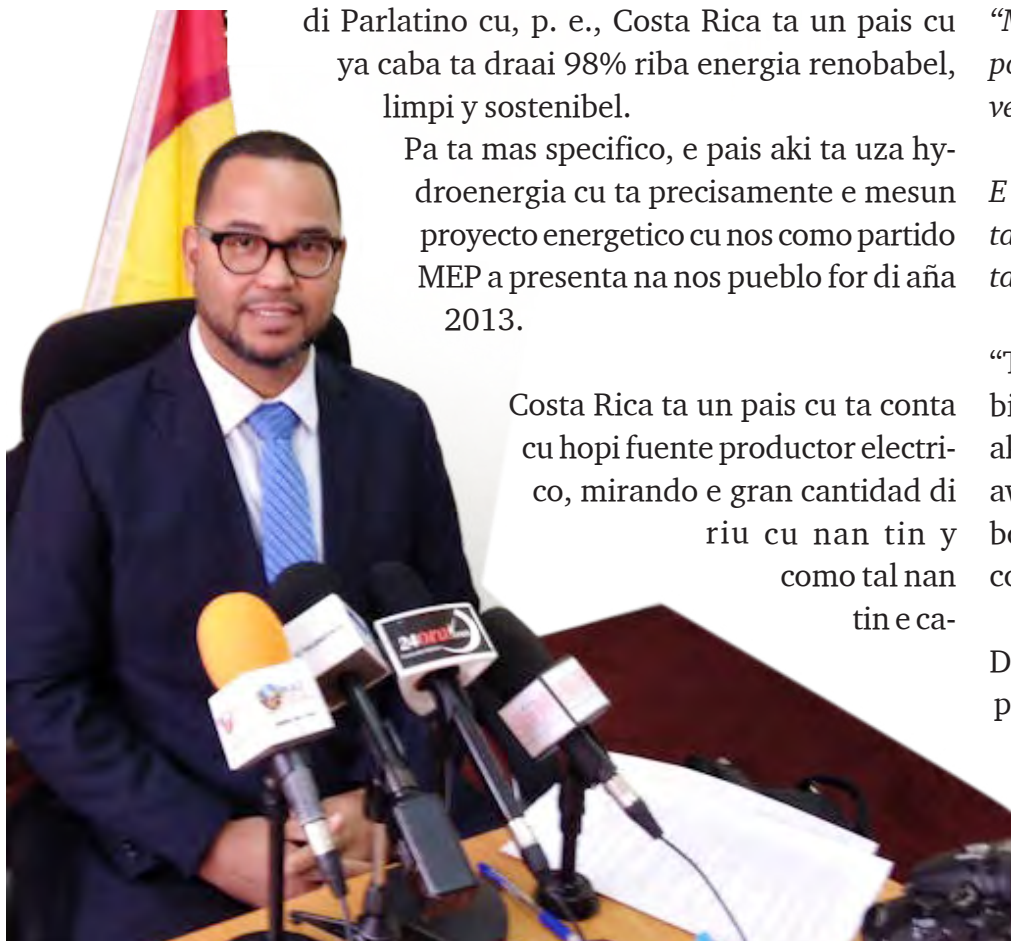 di Parlatino cu, p. e., Costa Rica ta un pais cu
ya caba ta draai 98% riba energia renobabel,
limpi y sostenibel.
Pa ta mas specifico, e pais aki ta uza hy-
droenergia cu ta precisamente e mesun
proyecto energetico cu nos como partido
MEP a presenta na nos pueblo for di aña
2013.
Costa Rica ta un pais cu ta conta
cu hopi fuente productor electri-
co, mirando e gran cantidad di
riu cu nan tin y
como tal nan
tin e ca-
E
“T
D
p
24ora